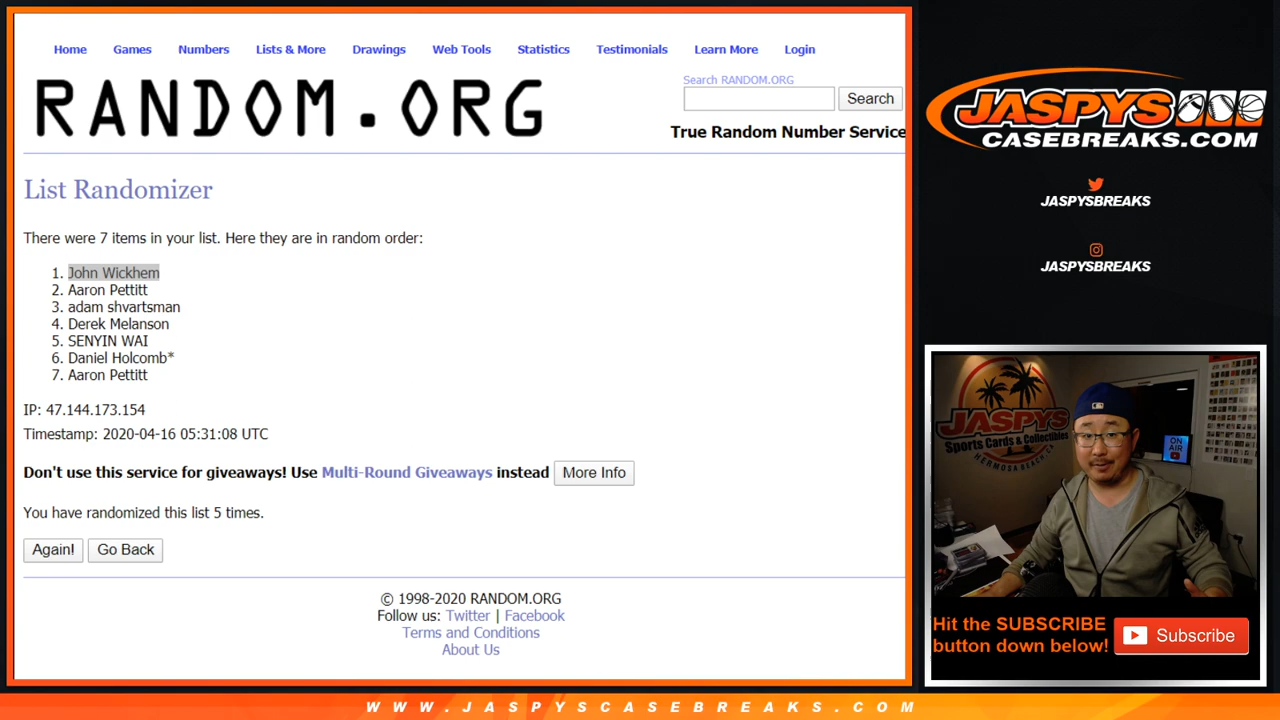 Home Games Numbers Lists & More Drawings Web Tools Statistics Testimonials Learn More Login
RANDOM.ORG
Search RANDOM.ORG
Search
True Random Number Service
List Randomizer
There were 7 items in your list. Here they are in random order:
1. John Wickhem
2. Aaron Pettitt
3. adam shvartsman
4. Derek Melanson
5. SENYIN WAI
6. Daniel Holcomb*
7. Aaron Pettitt
IP: 47.144.173.154
Timestamp: 2020-04-16 05:31:08 UTC
Don't use this service for giveaways! Use Multi-Round Giveaways instead More Info
You have randomized this list 5 times.
Again! Go Back
© 1998-2020 RANDOM.ORG
Follow us: Twitter | Facebook
Terms and Conditions
About Us
JASPYS
CASEBREAKS.COM
JASPYSBREAKS
JASPYSBREAKS
JASPYS
Sports Cards & Collectibles
HERMOSA BEACH, CA
ON
AIR
Hit the SUBSCRIBE
button down below!
Subscribe
WWW.JASPYSCASEBREAKS.COM